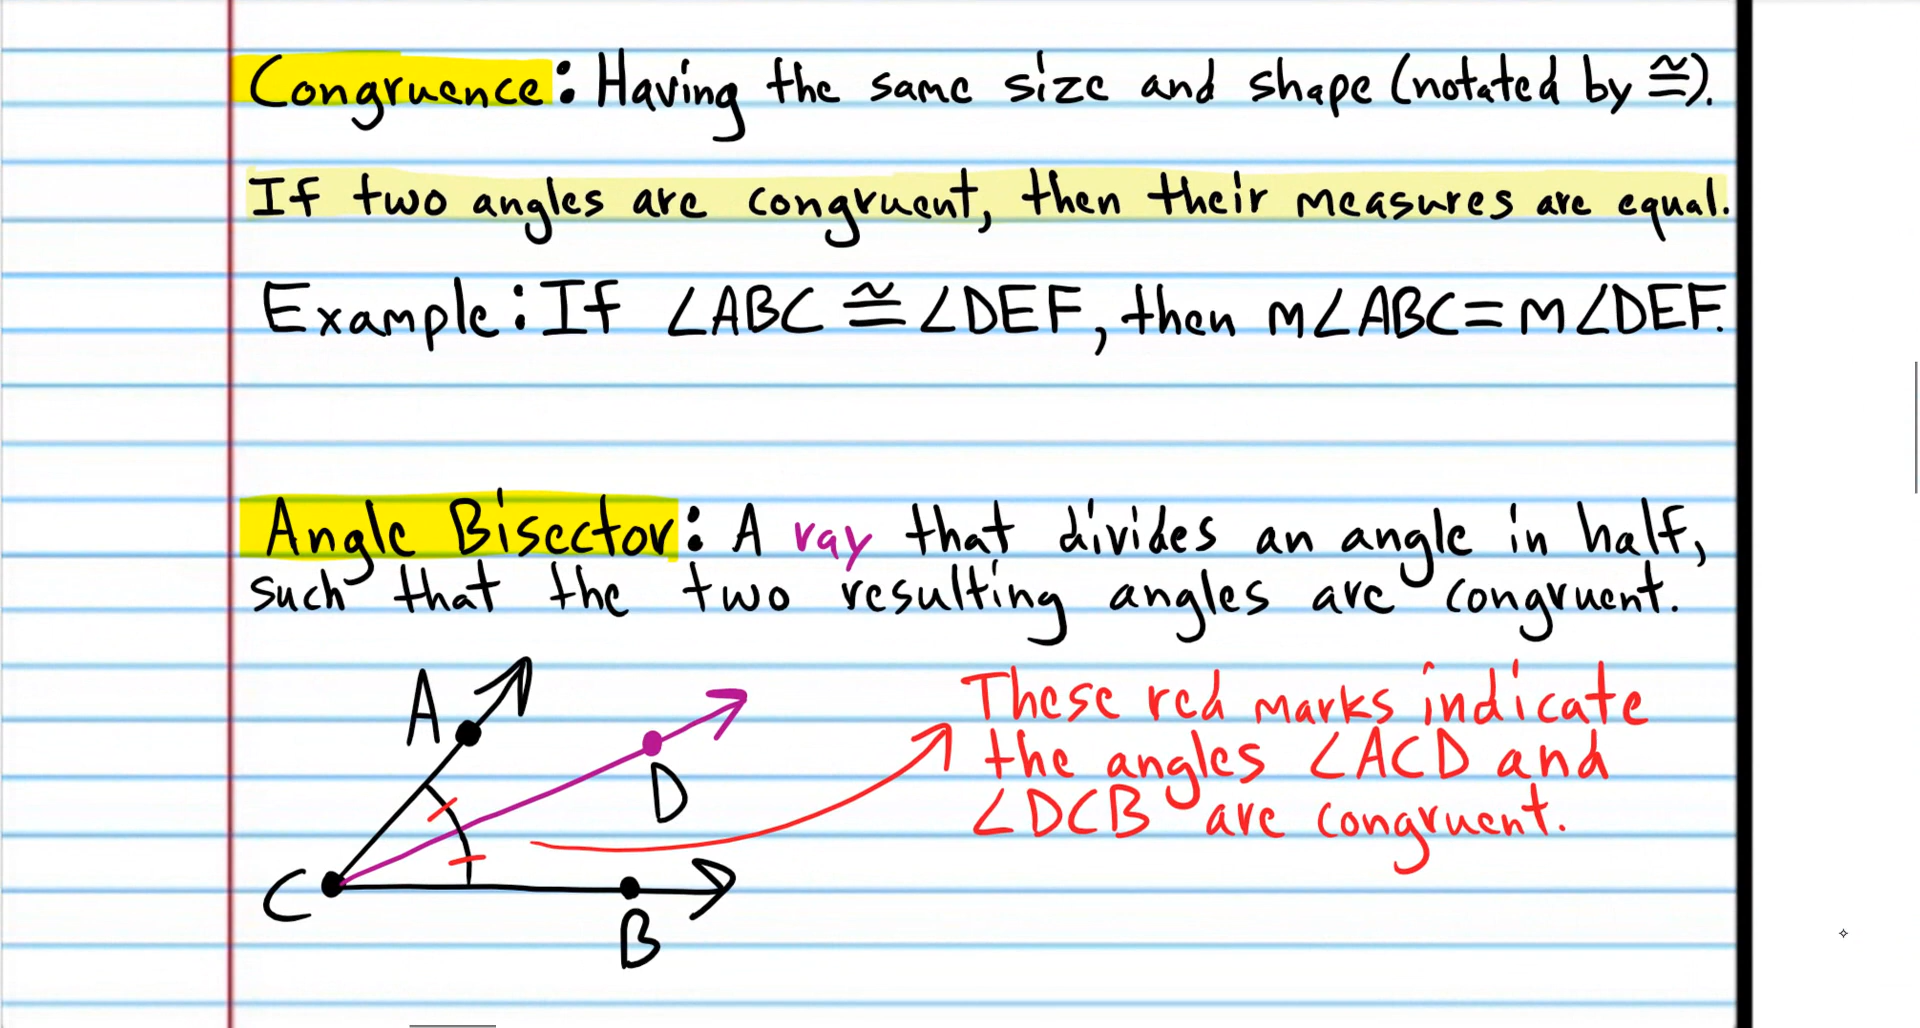 Congruence: Having the same size and shape (notated by ≅).
If two angles are congruent, then their measures are equal.
Example: If ∠ABC ≅ ∠DEF, then m∠ABC = m∠DEF.
Angle Bisector: A ray that divides an angle in half,
such that the two resulting angles are congruent.
A
D
C
B
These red marks indicate
the angles ∠ACD and
∠DCB are congruent.